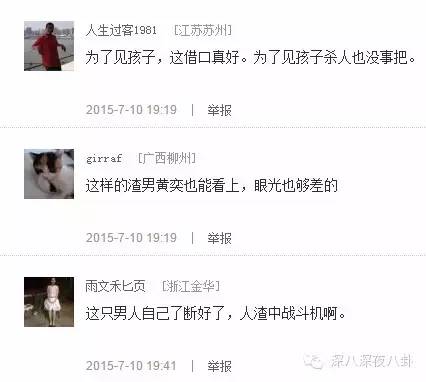 人生过客1981 [江苏苏州]
为了见孩子，这借口真好。为了见孩子杀人也没事把。
2015-7-10 19:19 | 举报
girraf [广西柳州]
这样的渣男黄奕也能看上，眼光也够差的
2015-7-10 19:19 | 举报
雨文禾匕页 [浙江金华]
这只男人自己了断好了，人渣中战斗机啊。
2015-7-10 19:41 | 举报
深八深夜八卦